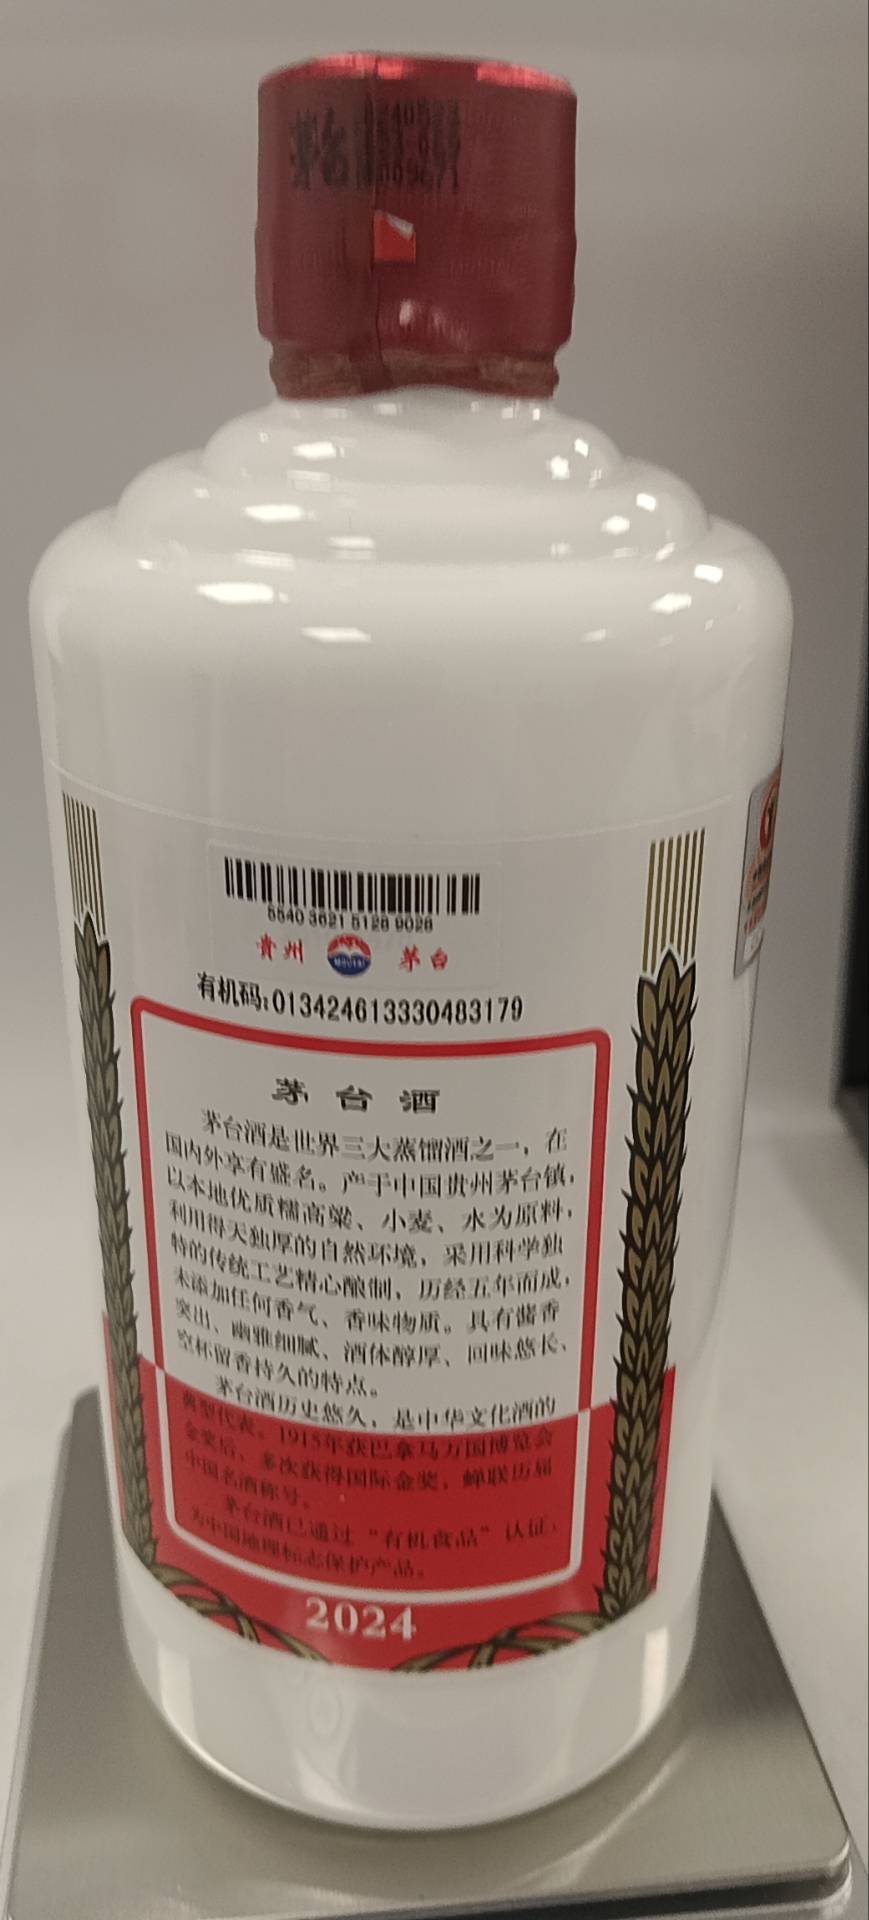 茅台
5540 3621 5128 9028
貴州 茅台
有机码:013424613330483179
茅台酒
茅台酒是世界三大蒸馏酒之一，在
国内外享有盛名。产于中国贵州茅台镇，
以本地优质糯高粱、小麦、水为原料，
利用得天独厚的自然环境，采用科学独
特的传统工艺精心酿制，历经五年而成，
未添加任何香气、香味物质。具有酱香
突出、幽雅细腻、酒体醇厚、回味悠长、
空杯留香持久的特点。
茅台酒历史悠久，是中华文化酒的
典型代表。1915年获巴拿马万国博览会
金奖后，多次获得国际金奖，蝉联历届
中国名酒称号。
茅台酒已通过“有机食品”认证，
为中国地理标志保护产品。
2024